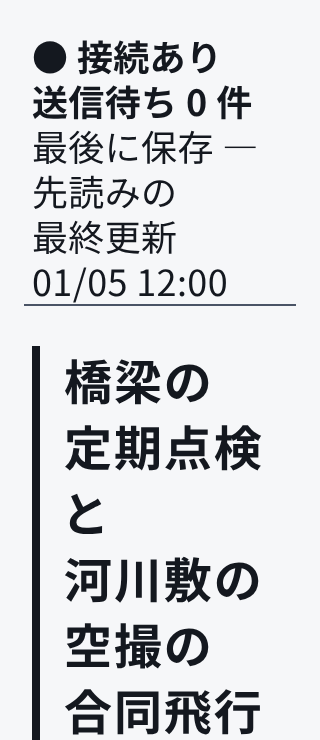 ● 接続あり
送信待ち 0 件
最後に保存 —
先読みの
最終更新
01/05 12:00
橋梁の
定期点検
と
河川敷の
空撮の
合同飛行